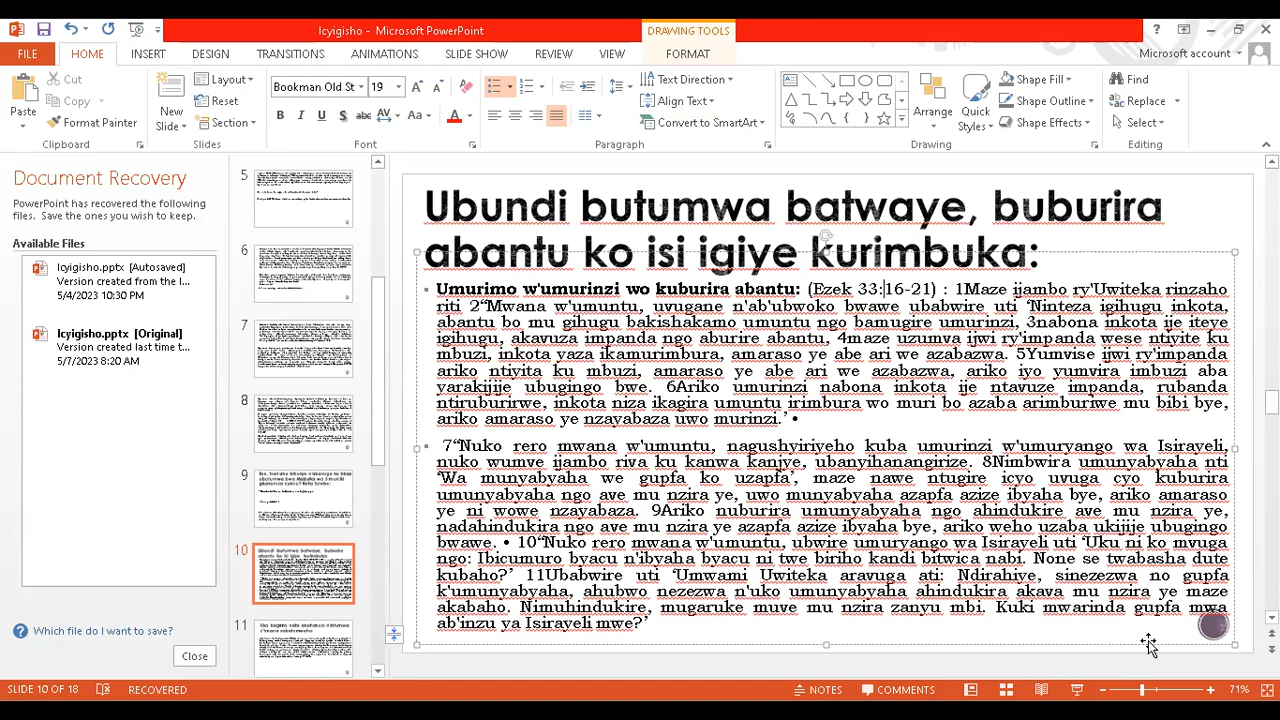 Icyigisho - Microsoft PowerPoint
DRAWING TOOLS
FILE HOME INSERT DESIGN TRANSITIONS ANIMATIONS SLIDE SHOW REVIEW VIEW FORMAT
Microsoft account
Paste
Cut
Copy
Format Painter
Clipboard
New Slide
Layout
Reset
Section
Slides
Bookman Old St 19
Font
Text Direction
Align Text
Convert to SmartArt
Paragraph
Arrange
Quick Styles
Shape Fill
Shape Outline
Shape Effects
Drawing
Find
Replace
Select
Editing
Document Recovery
PowerPoint has recovered the following
files. Save the ones you wish to keep.
Available Files
Icyigisho.pptx [Autosaved]
Version created from the l...
5/4/2023 10:30 PM
Icyigisho.pptx [Original]
Version created last time t...
5/7/2023 8:20 AM
Which file do I want to save?
Close
5
6
7
8
9
10
11
Ubundi butumwa batwaye, buburira
abantu ko isi igiye kurimbuka:
Umurimo w'umurinzi wo kuburira abantu: (Ezek 33:16-21) : 1Maze ijambo ry'Uwiteka rinzaho
riti 2“Mwana w'umuntu, uvugane n'ab'ubwoko bwawe ubabwire uti ‘Ninteza igihugu inkota,
abantu bo mu gihugu bakishakamo umuntu ngo bamugire umurinzi, 3nabona inkota ije iteye
igihugu, akavuza impanda ngo aburire abantu, 4maze uzumva ijwi ry'impanda wese ntiyite ku
mbuzi, inkota yaza ikamurimbura, amaraso ye abe ari we azabazwa. 5Yumvise ijwi ry'impanda
ariko ntiyita ku mbuzi, amaraso ye abe ari we azabazwa, ariko iyo yumvira imbuzi aba
yarakijije ubugingo bwe. 6Ariko umurinzi nabona inkota ije ntavuze impanda, rubanda
ntiruburirwe, inkota niza ikagira umuntu irimbura wo muri bo azaba arimburiwe mu bibi bye,
ariko amaraso ye nzayabaza uwo murinzi.’ •
7“Nuko rero mwana w'umuntu, nagushyiriyeho kuba umurinzi w'umuryango wa Isirayeli,
nuko wumve ijambo riva ku kanwa kanjye, ubanyihanangirize. 8Nimbwira umunyabyaha nti
‘Wa munyabyaha we gupfa ko uzapfa’, maze nawe ntugire icyo uvuga cyo kuburira
umunyabyaha ngo ave mu nzira ye, uwo munyabyaha azapfa azize ibyaha bye, ariko amaraso
ye ni wowe nzayabaza. 9Ariko nuburira umunyabyaha ngo ahindukire ave mu nzira ye,
nadahindukira ngo ave mu nzira ye azapfa azize ibyaha bye, ariko weho uzaba ukijije ubugingo
bwawe. • 10“Nuko rero mwana w'umuntu, ubwire umuryango wa Isirayeli uti ‘Uku ni ko mwuga
ngo: Ibicumuro byacu n'ibyaha byacu ni twe biriho kandi bitwica nabi. None se twabasha dute
kubaho?’ 11Ubabwire uti ‘Umwami Uwiteka aravuga ati: Ndirahiye, sinezezwa no gupfa
k'umunyabyaha, ahubwo nezezwa n'uko umunyabyaha ahindukira akava mu nzira ye maze
akabaho. Nimuhindukire, mugaruke muve mu nzira zanyu mbi. Kuki mwarinda gupfa mwa
ab'inzu ya Isirayeli mwe?’
SLIDE 10 OF 18 RECOVERED NOTES COMMENTS 71%